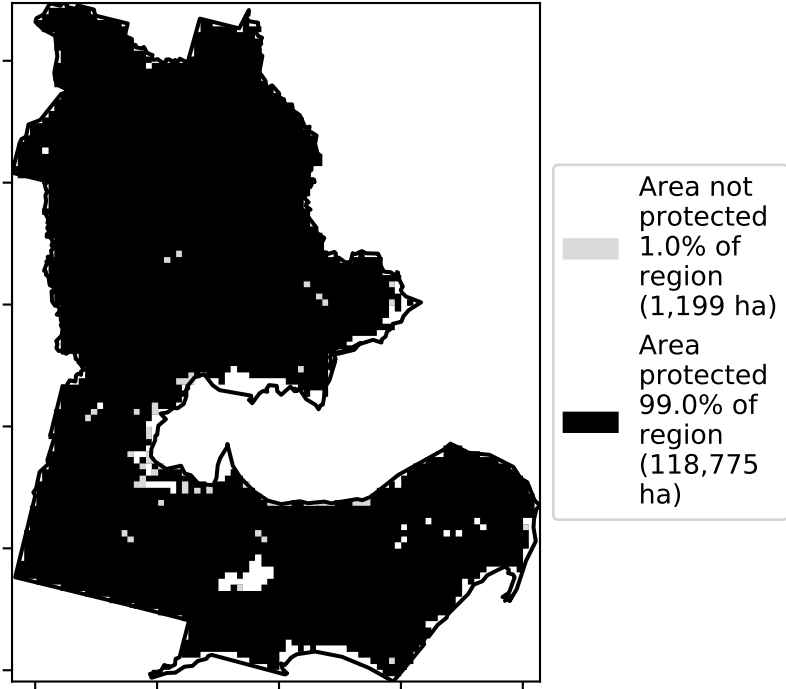 Area not
protected
1.0% of
region
(1,199 ha)
Area
protected
99.0% of
region
(118,775
ha)